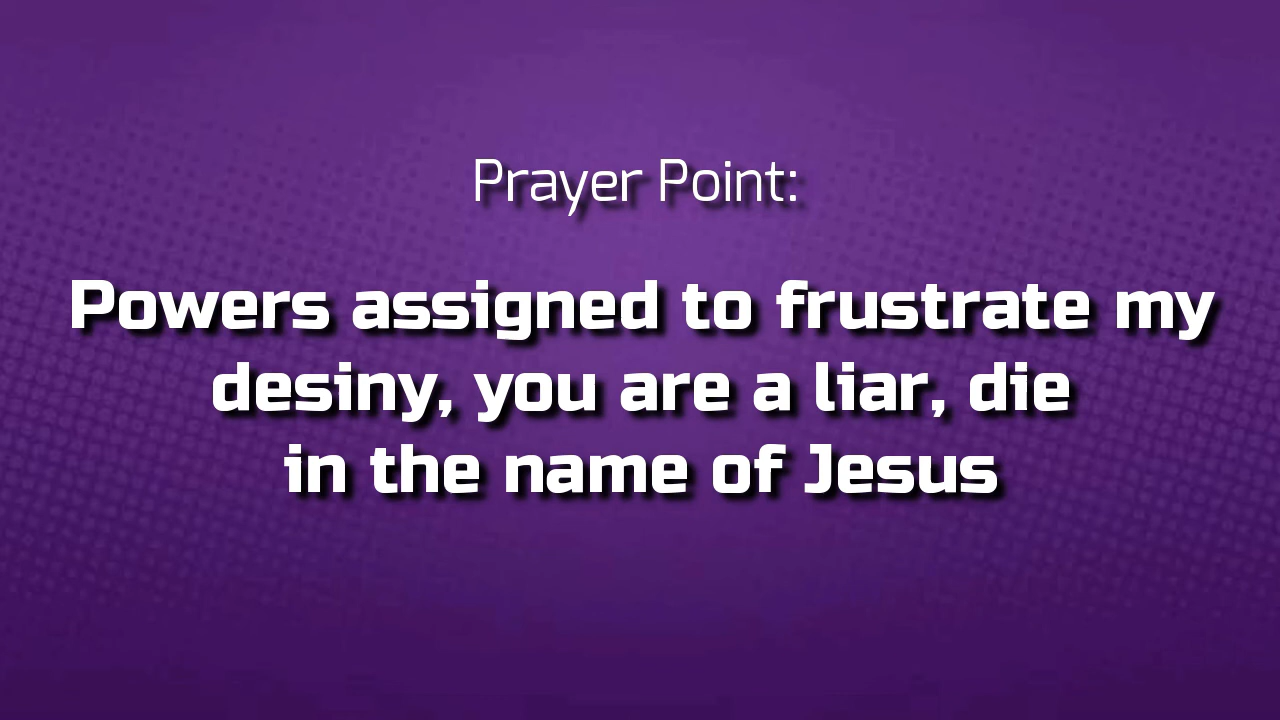 Prayer Point:
Powers assigned to frustrate my
desiny, you are a liar, die
in the name of Jesus